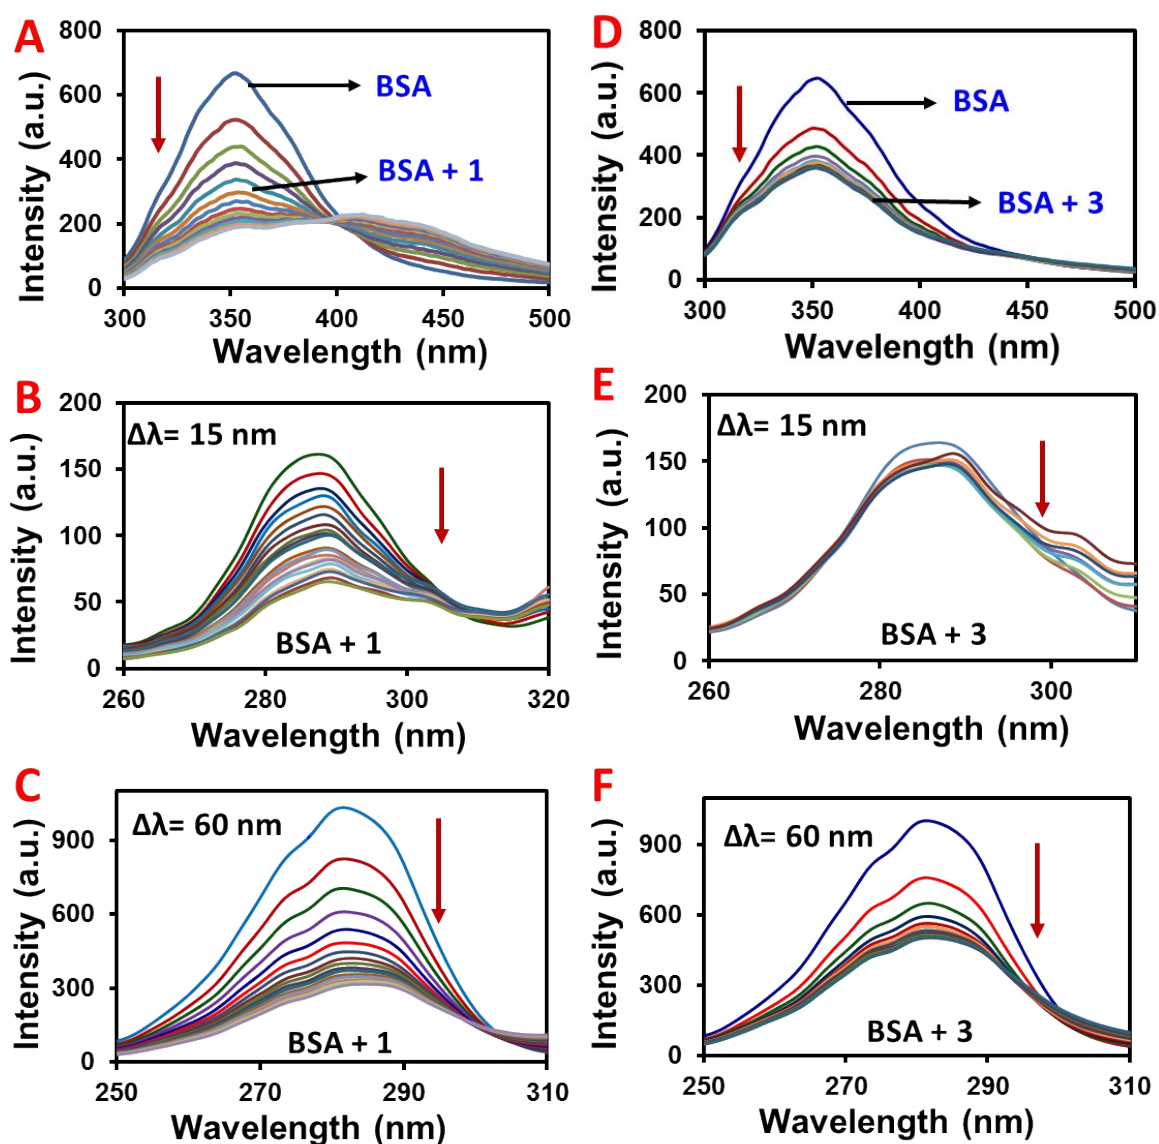 A
Intensity (a.u.)
800
600
400
200
0
BSA
BSA + 1
300 350 400 450 500
Wavelength (nm)
D
Intensity (a.u.)
800
600
400
200
0
BSA
BSA + 3
300 350 400 450 500
Wavelength (nm)
B
Intensity (a.u.)
200
150
100
50
0
Δλ= 15 nm
BSA + 1
260 280 300 320
Wavelength (nm)
E
Intensity (a.u.)
200
150
100
50
0
Δλ= 15 nm
BSA + 3
260 280 300
Wavelength (nm)
C
Intensity (a.u.)
900
600
300
0
Δλ= 60 nm
BSA + 1
250 270 290 310
Wavelength (nm)
F
Intensity (a.u.)
900
600
300
0
Δλ= 60 nm
BSA + 3
250 270 290 310
Wavelength (nm)